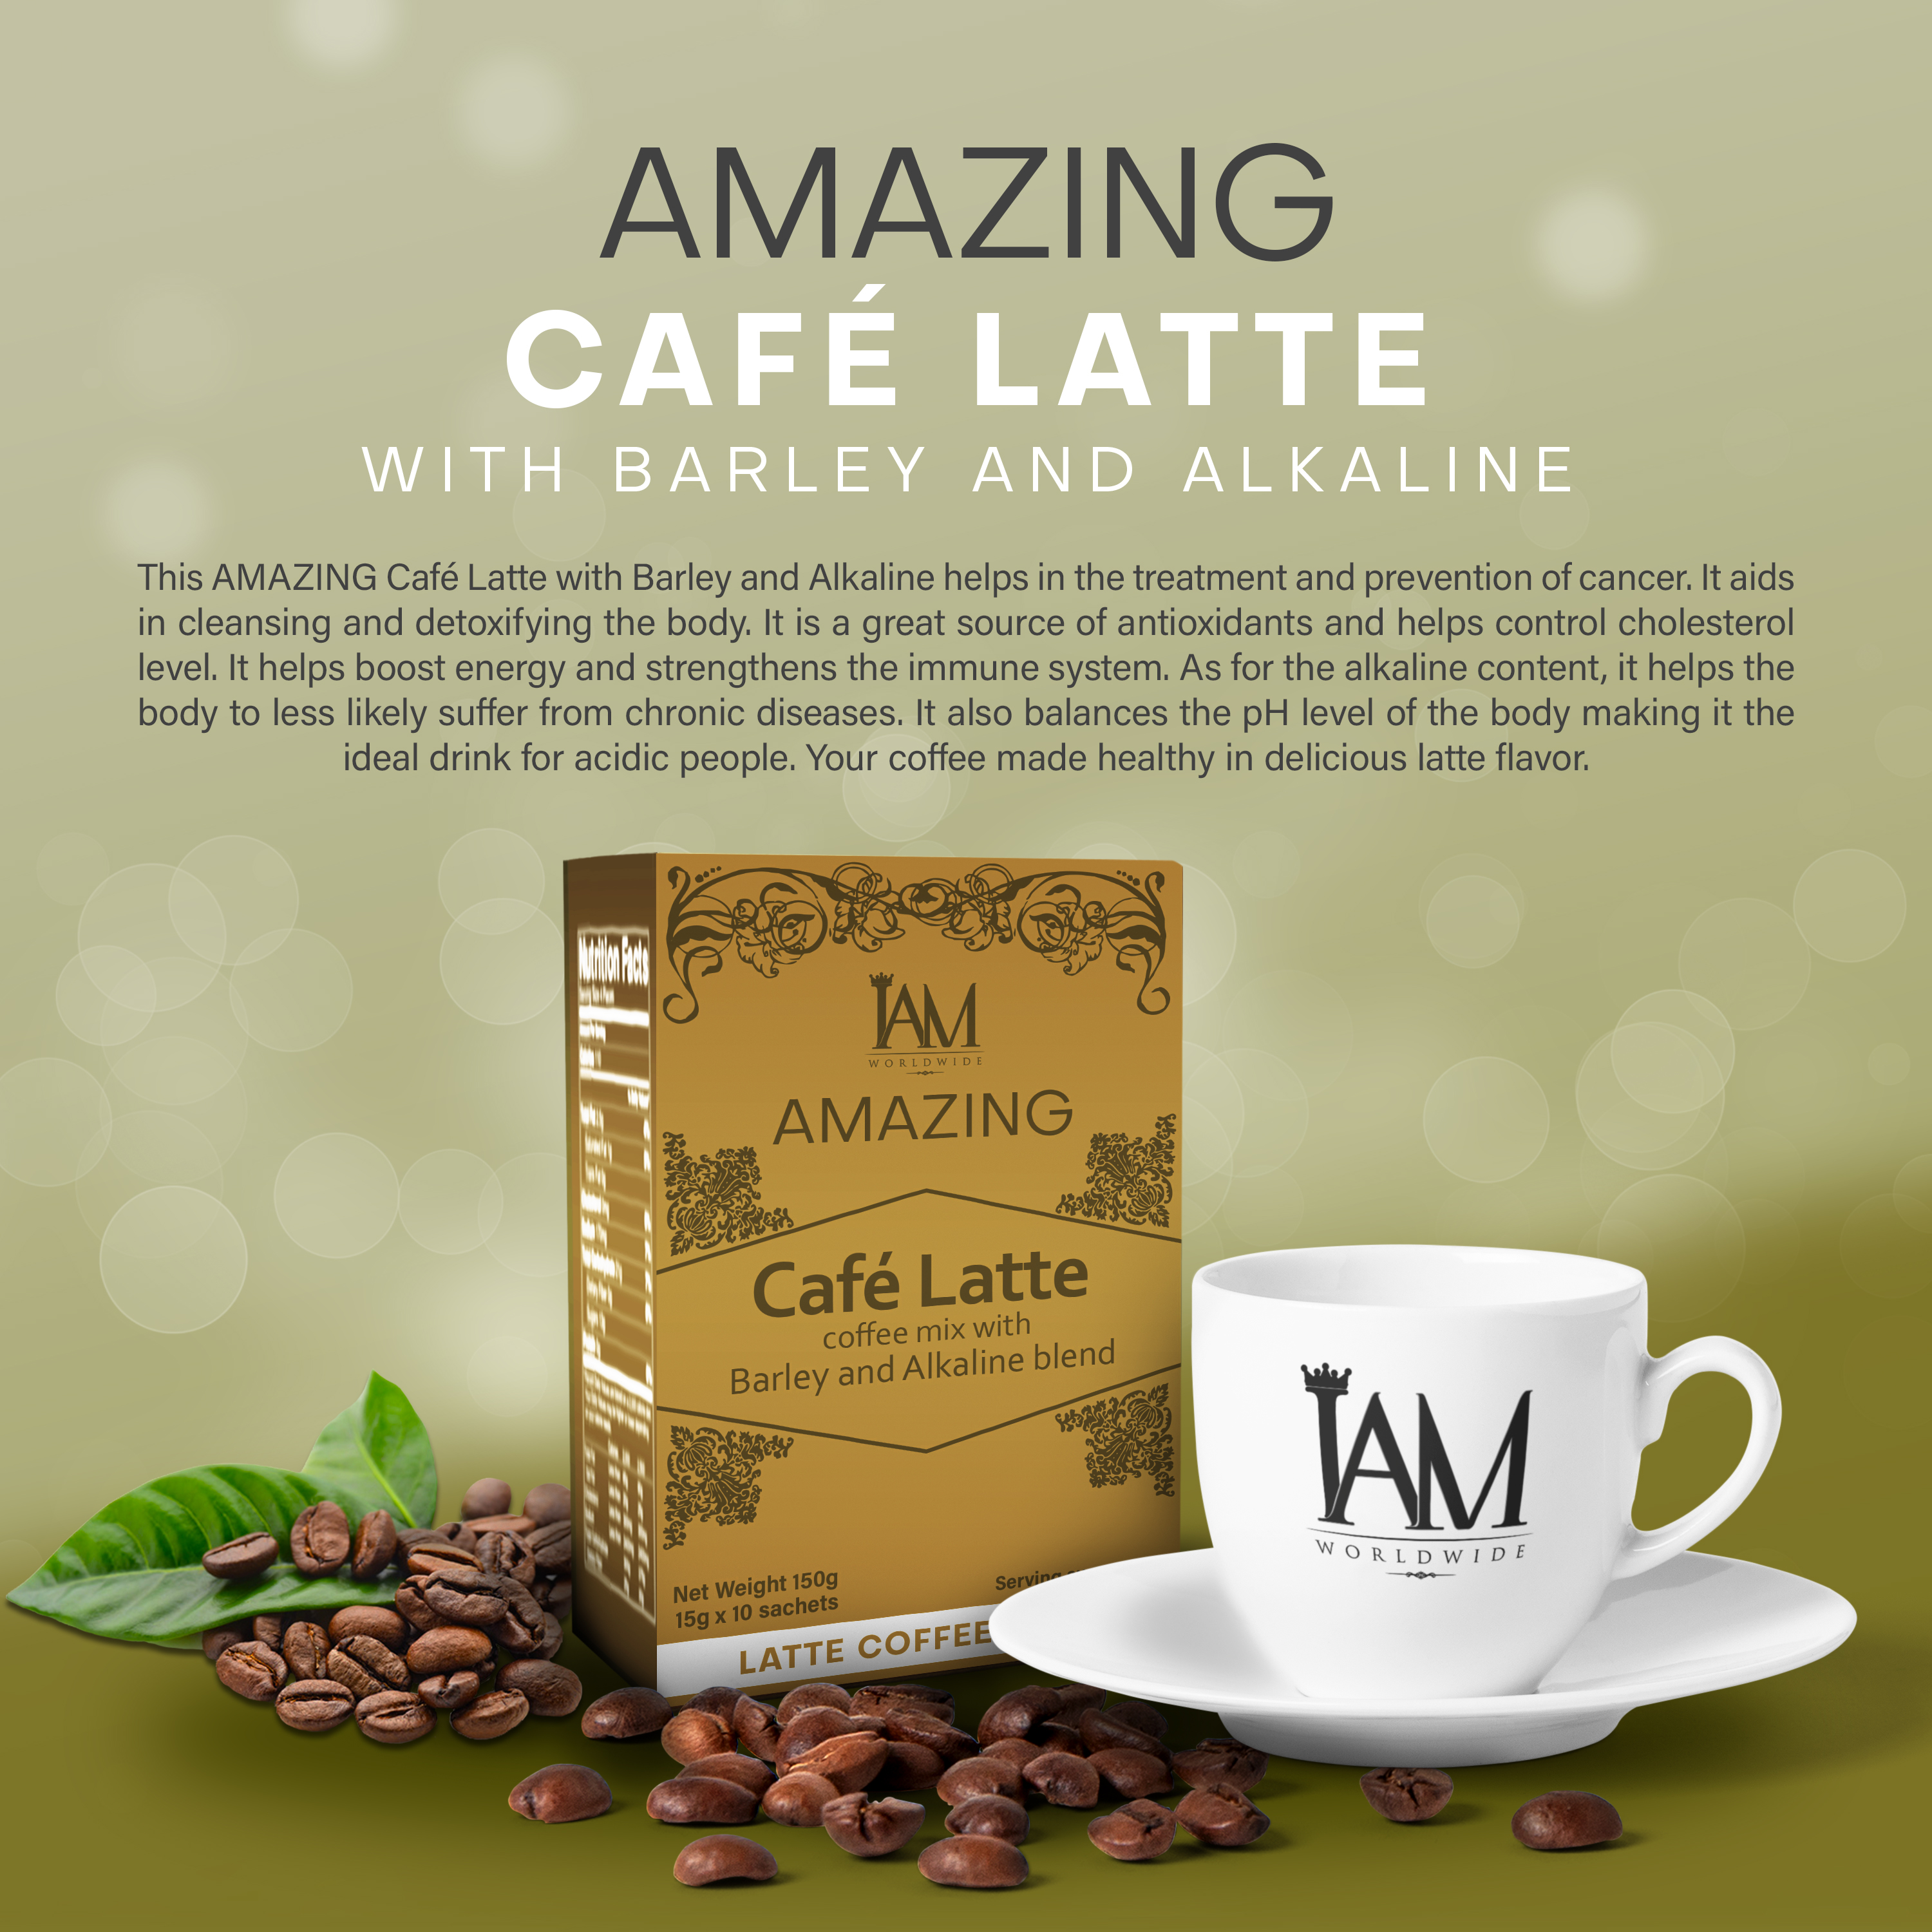 AMAZING
CAFÉ LATTE
WITH BARLEY AND ALKALINE
This AMAZING Café Latte with Barley and Alkaline helps in the treatment and prevention of cancer. It aids
in cleansing and detoxifying the body. It is a great source of antioxidants and helps control cholesterol
level. It helps boost energy and strengthens the immune system. As for the alkaline content, it helps the
body to less likely suffer from chronic diseases. It also balances the pH level of the body making it the
ideal drink for acidic people. Your coffee made healthy in delicious latte flavor.
Nutrition Facts
IAM
WORLDWIDE
AMAZING
Café Latte
coffee mix with
Barley and Alkaline blend
Net Weight 150g
15g x 10 sachets
Serving
LATTE COFFEE
IAM
WORLDWIDE